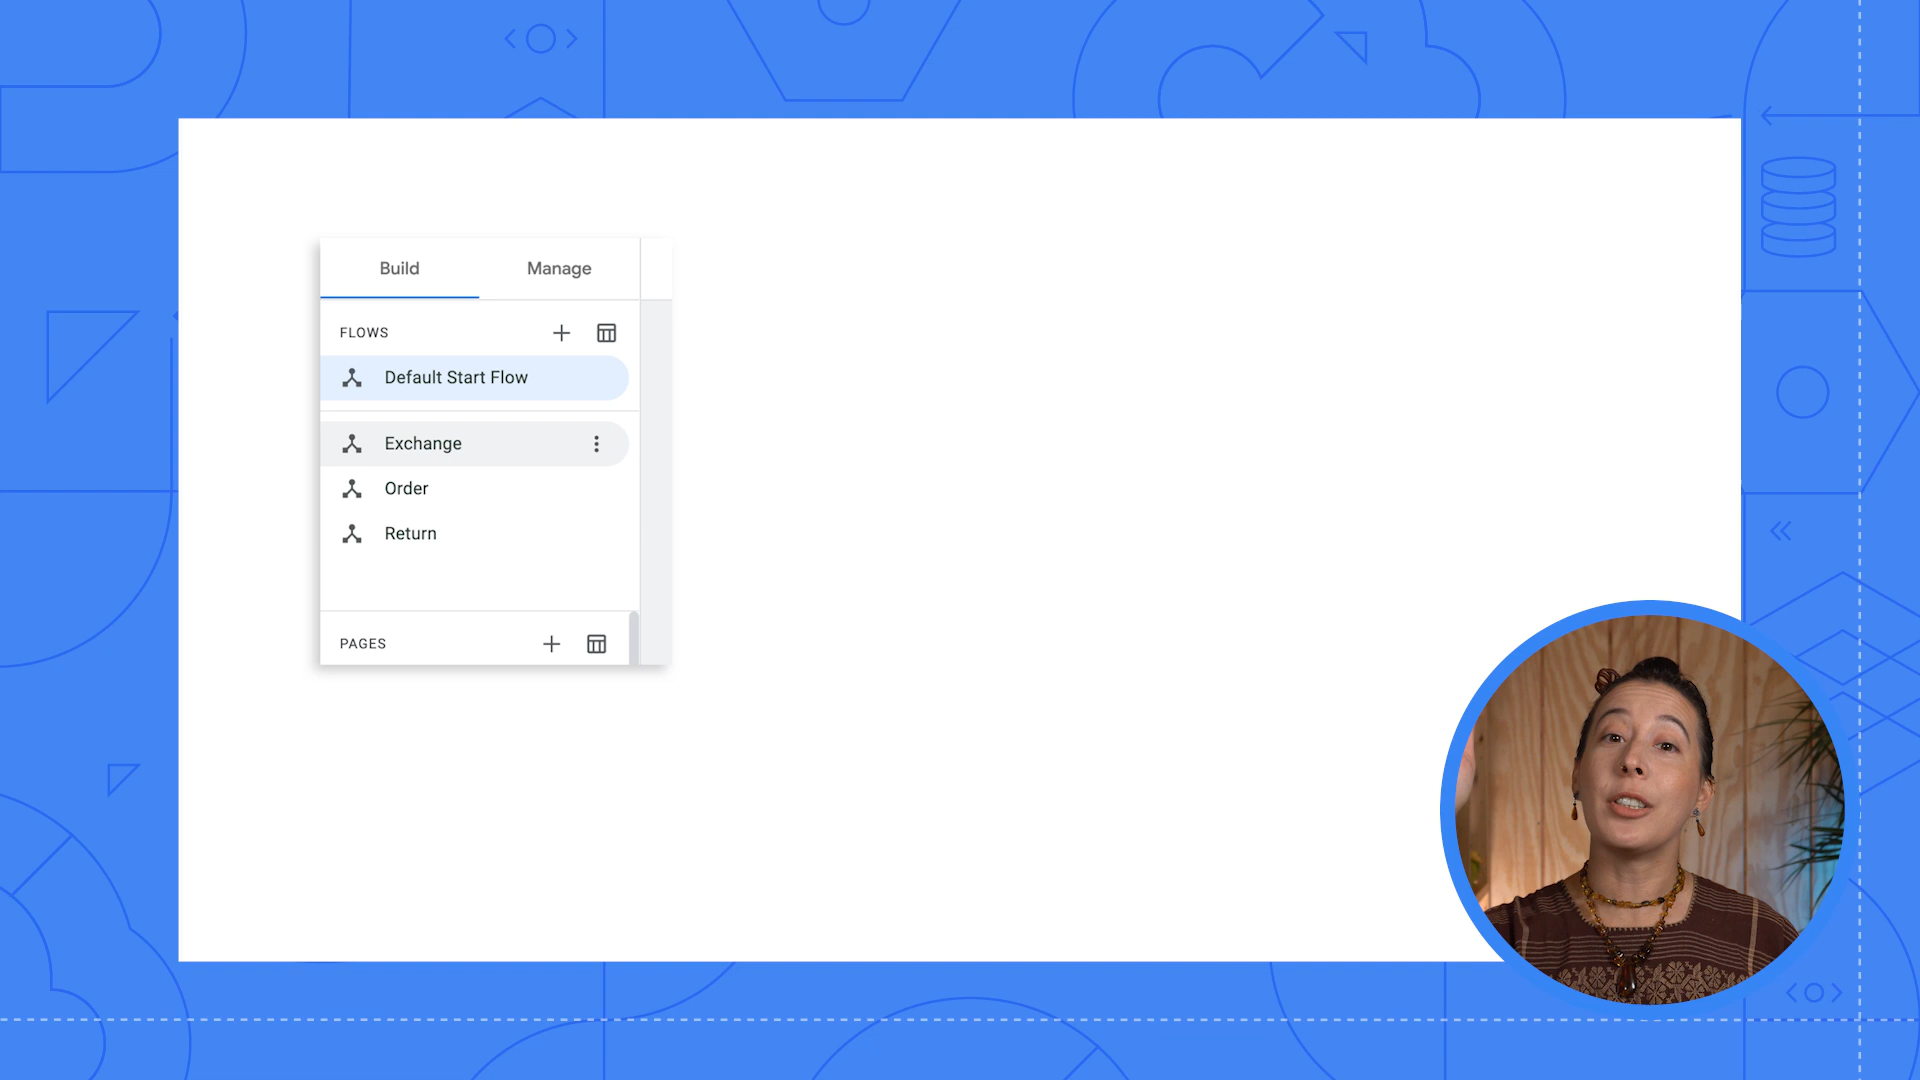 Build
Manage
FLOWS
Default Start Flow
Exchange
Order
Return
PAGES